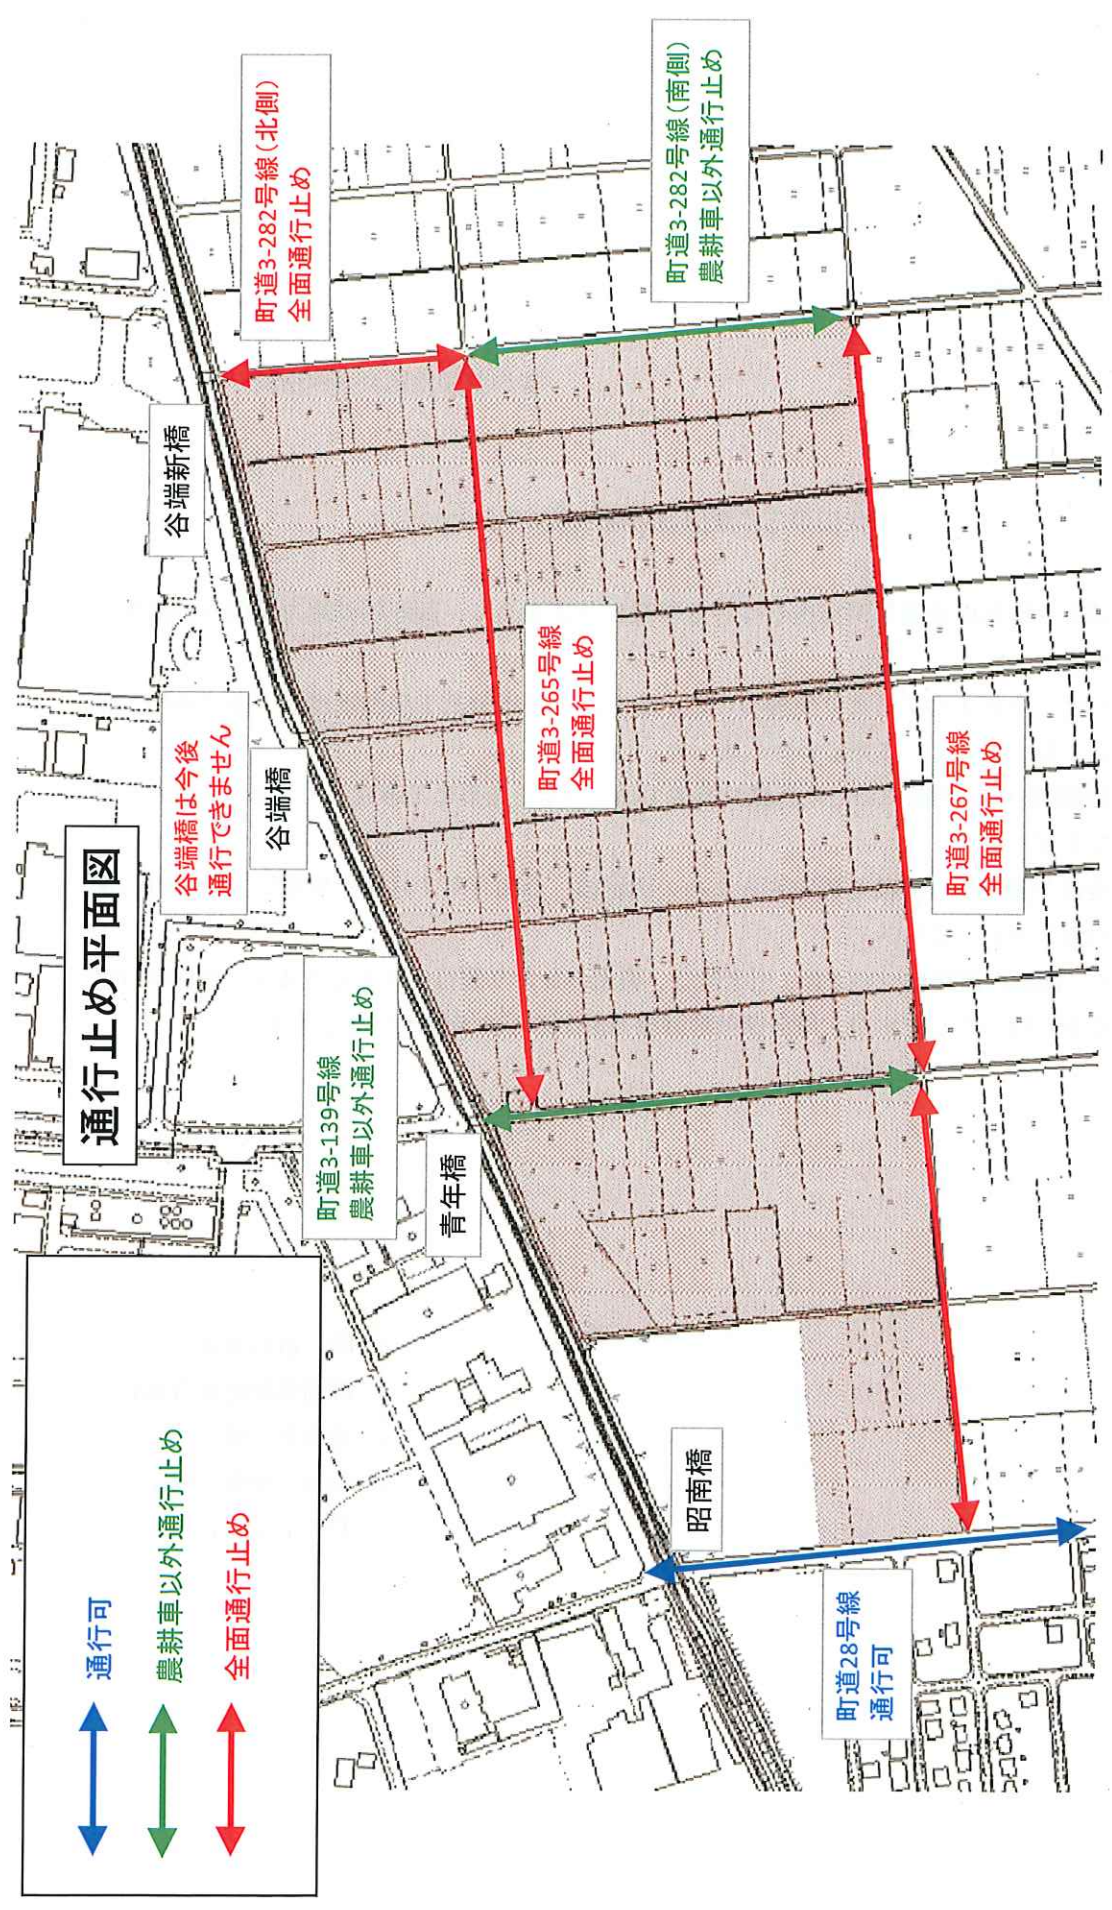 通行止め平面図
通行可
農耕車以外通行止め
全面通行止め
谷端橋は今後
通行できません
谷端新橋
谷端橋
青年橋
昭南橋
町道3-139号線
農耕車以外通行止め
町道3-282号線(北側)
全面通行止め
町道3-282号線(南側)
農耕車以外通行止め
町道3-265号線
全面通行止め
町道3-267号線
全面通行止め
町道28号線
通行可